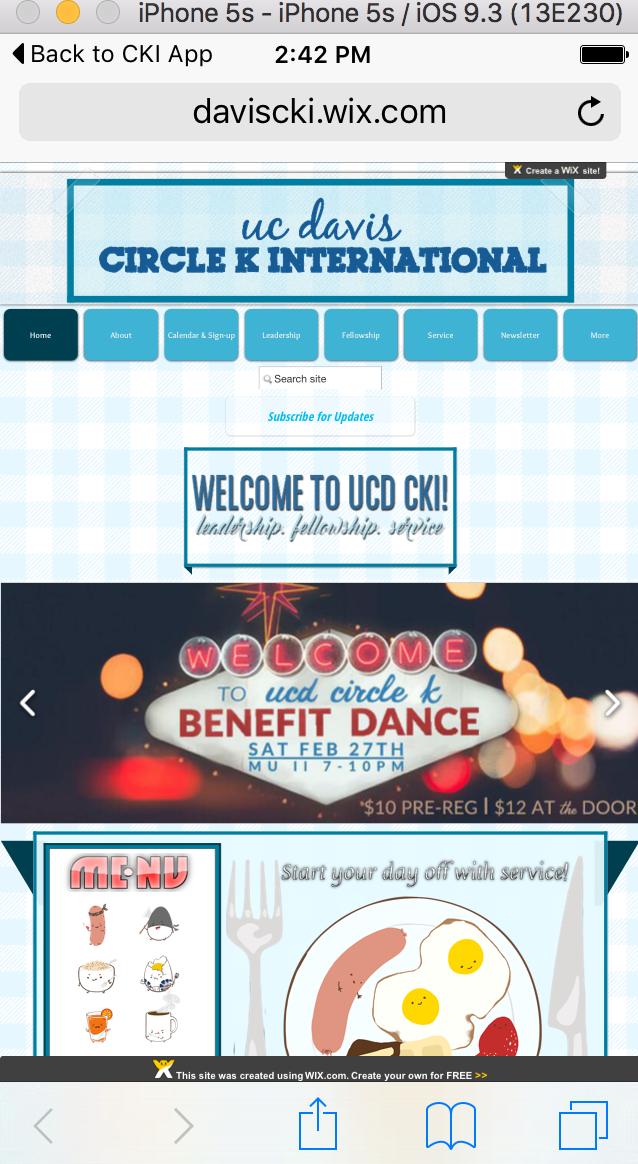 iPhone 5s - iPhone 5s / iOS 9.3 (13E230)
Back to CKI App 2:42 PM
daviscki.wix.com
Create a WiX site!
uc davis
CIRCLE K INTERNATIONAL
Home About Calendar & Sign-up Leadership Fellowship Service Newsletter More
Search site
Subscribe for Updates
WELCOME TO UCD CKI!
leadership. fellowship. service
WELCOME
TO ucd circle k
BENEFIT DANCE
SAT FEB 27TH
MU II 7-10PM
*$10 PRE-REG | $12 AT the DOOR
ME·NU
Start your day off with service!
This site was created using WIX.com. Create your own for FREE >>